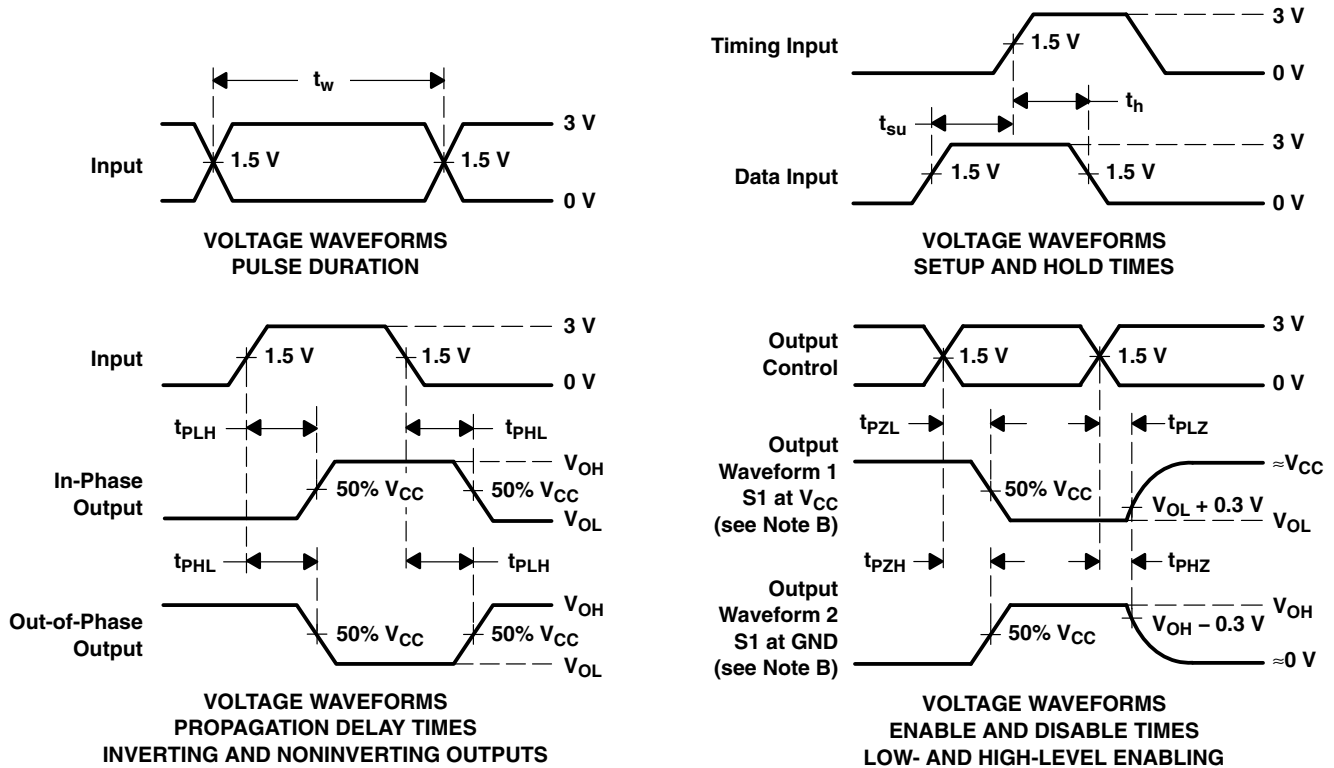 t_w
3 V
Input
1.5 V
1.5 V
0 V
VOLTAGE WAVEFORMS
PULSE DURATION
3 V
Timing Input
1.5 V
0 V
t_h
t_su
3 V
Data Input
1.5 V
1.5 V
0 V
VOLTAGE WAVEFORMS
SETUP AND HOLD TIMES
3 V
Input
1.5 V
1.5 V
0 V
t_PLH
t_PHL
V_OH
In-Phase
Output
50% V_CC
50% V_CC
V_OL
t_PHL
t_PLH
V_OH
Out-of-Phase
Output
50% V_CC
50% V_CC
V_OL
VOLTAGE WAVEFORMS
PROPAGATION DELAY TIMES
INVERTING AND NONINVERTING OUTPUTS
3 V
Output
Control
1.5 V
1.5 V
0 V
t_PZL
t_PLZ
Output
Waveform 1
S1 at V_CC
(see Note B)
≈V_CC
50% V_CC
V_OL + 0.3 V
V_OL
t_PZH
t_PHZ
Output
Waveform 2
S1 at GND
(see Note B)
V_OH
50% V_CC
V_OH − 0.3 V
≈0 V
VOLTAGE WAVEFORMS
ENABLE AND DISABLE TIMES
LOW- AND HIGH-LEVEL ENABLING